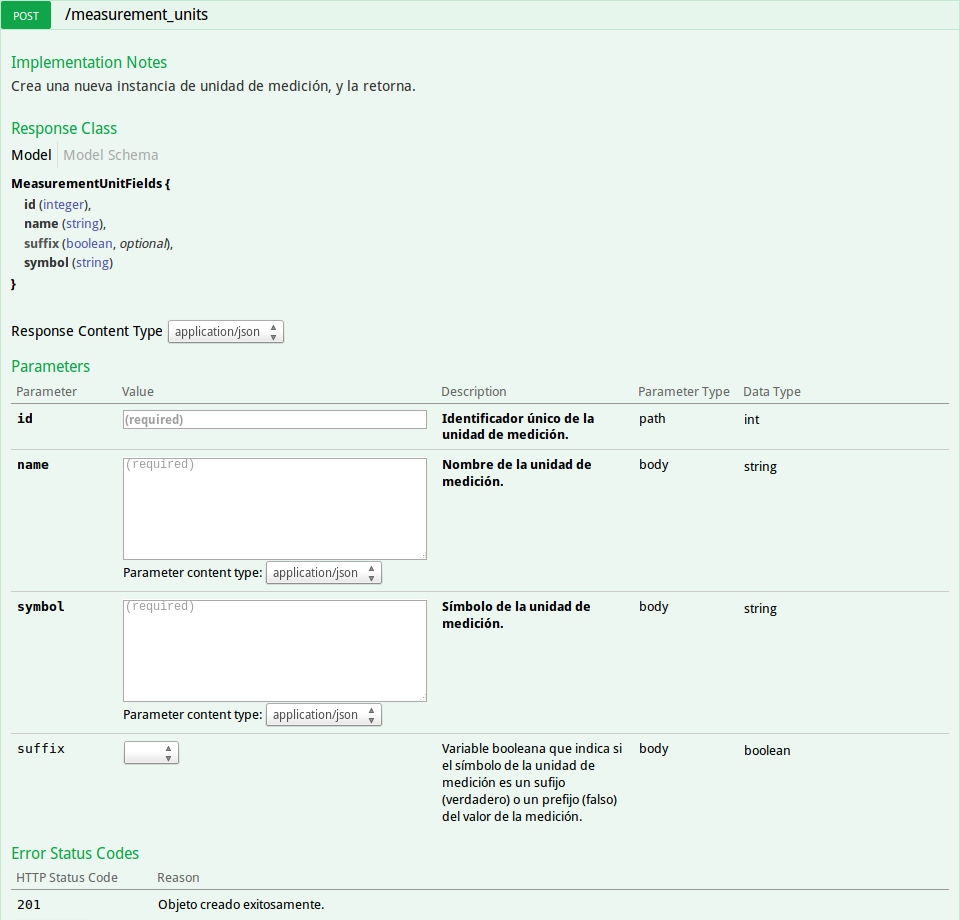 POST /measurement_units
Implementation Notes
Crea una nueva instancia de unidad de medición, y la retorna.
Response Class
Model Model Schema
MeasurementUnitFields {
id (integer),
name (string),
suffix (boolean, optional),
symbol (string)
}
Response Content Type application/json
Parameters
Parameter Value Description Parameter Type Data Type
id (required) Identificador único de la path int
unidad de medición.
name (required) Nombre de la unidad de body string
medición.
Parameter content type: application/json
symbol (required) Símbolo de la unidad de body string
medición.
Parameter content type: application/json
suffix Variable booleana que indica si body boolean
el símbolo de la unidad de
medición es un sufijo
(verdadero) o un prefijo (falso)
del valor de la medición.
Error Status Codes
HTTP Status Code Reason
201 Objeto creado exitosamente.